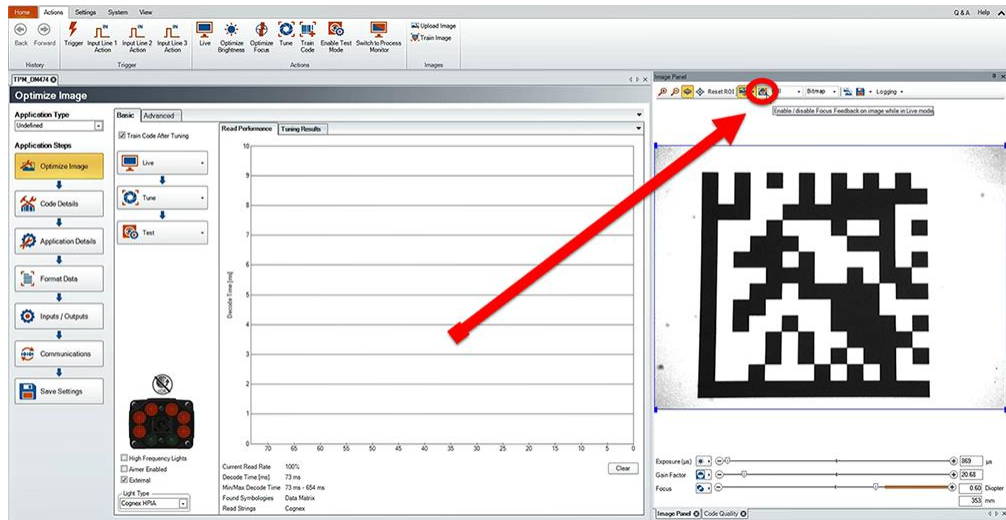 Home Actions Settings System View Q & A Help
Back Forward Trigger Input Line 1 Action Input Line 2 Action Input Line 3 Action Live Optimize Brightness Optimize Focus Tune Train Code Enable Test Mode Switch to Process Monitor Upload Image Train Image
History Trigger Actions Images
TPM_DM474
Optimize Image
Application Type
Undefined
Application Steps
Optimize Image
Code Details
Application Details
Format Data
Inputs / Outputs
Communications
Save Settings
Basic Advanced
Train Code After Tuning
Live
Tune
Test
High Frequency Lights
Aimer Enabled
External
Light Type
Cognex HPIA
Read Performance Tuning Results
Decode Time [ms]
10
9
8
7
6
5
4
3
2
1
0
70 65 60 55 50 45 40 35 30 25 20 15 10 5 0
Current Read Rate 100%
Decode Time [ms] 73 ms
Min/Max Decode Time 73 ms - 654 ms
Found Symbologies Data Matrix
Read Strings Cognex
Clear
Image Panel
Reset ROI Bitmap Logging
Enable / disable Focus Feedback on image while in Live mode.
Exposure (µs) 869 µs
Gain Factor 20.68
Focus 0.60 Diopter
353 mm
Image Panel Code Quality